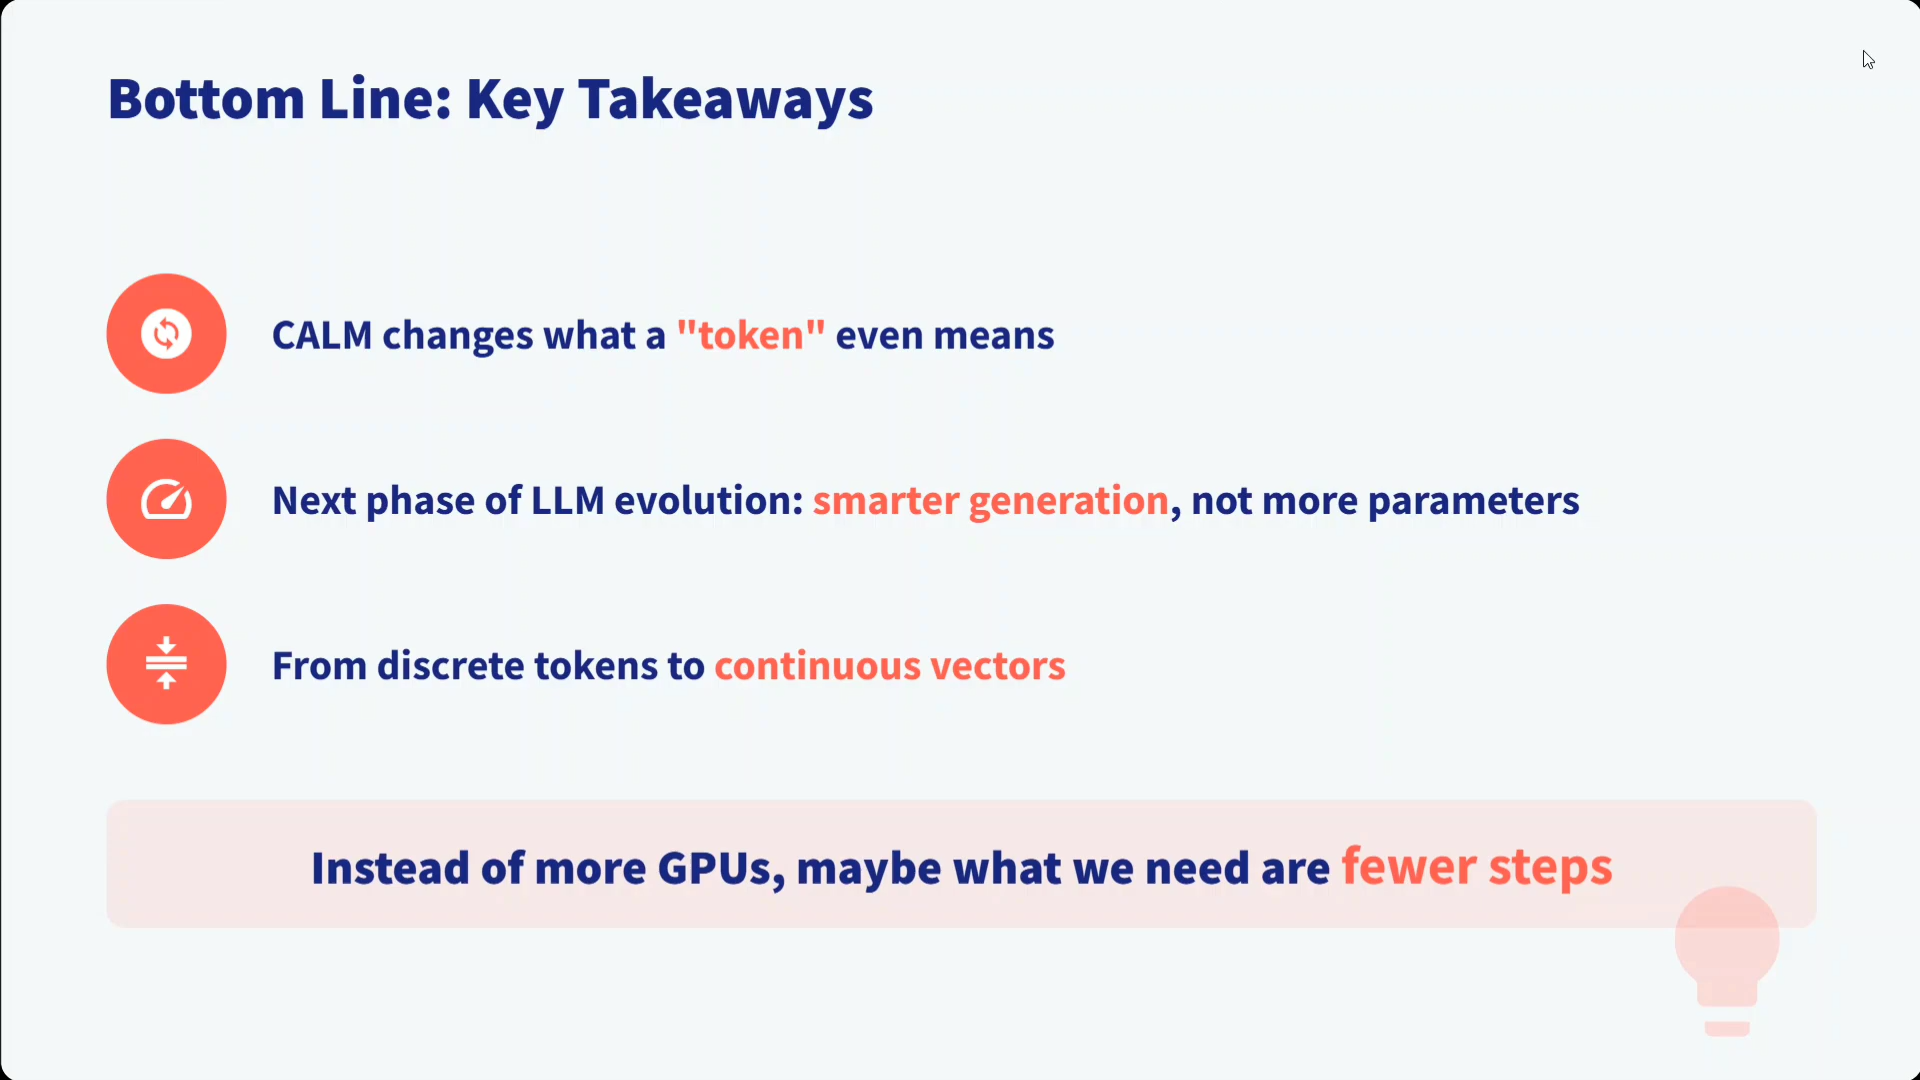 Bottom Line: Key Takeaways
CALM changes what a "token" even means
Next phase of LLM evolution: smarter generation, not more parameters
From discrete tokens to continuous vectors
Instead of more GPUs, maybe what we need are fewer steps